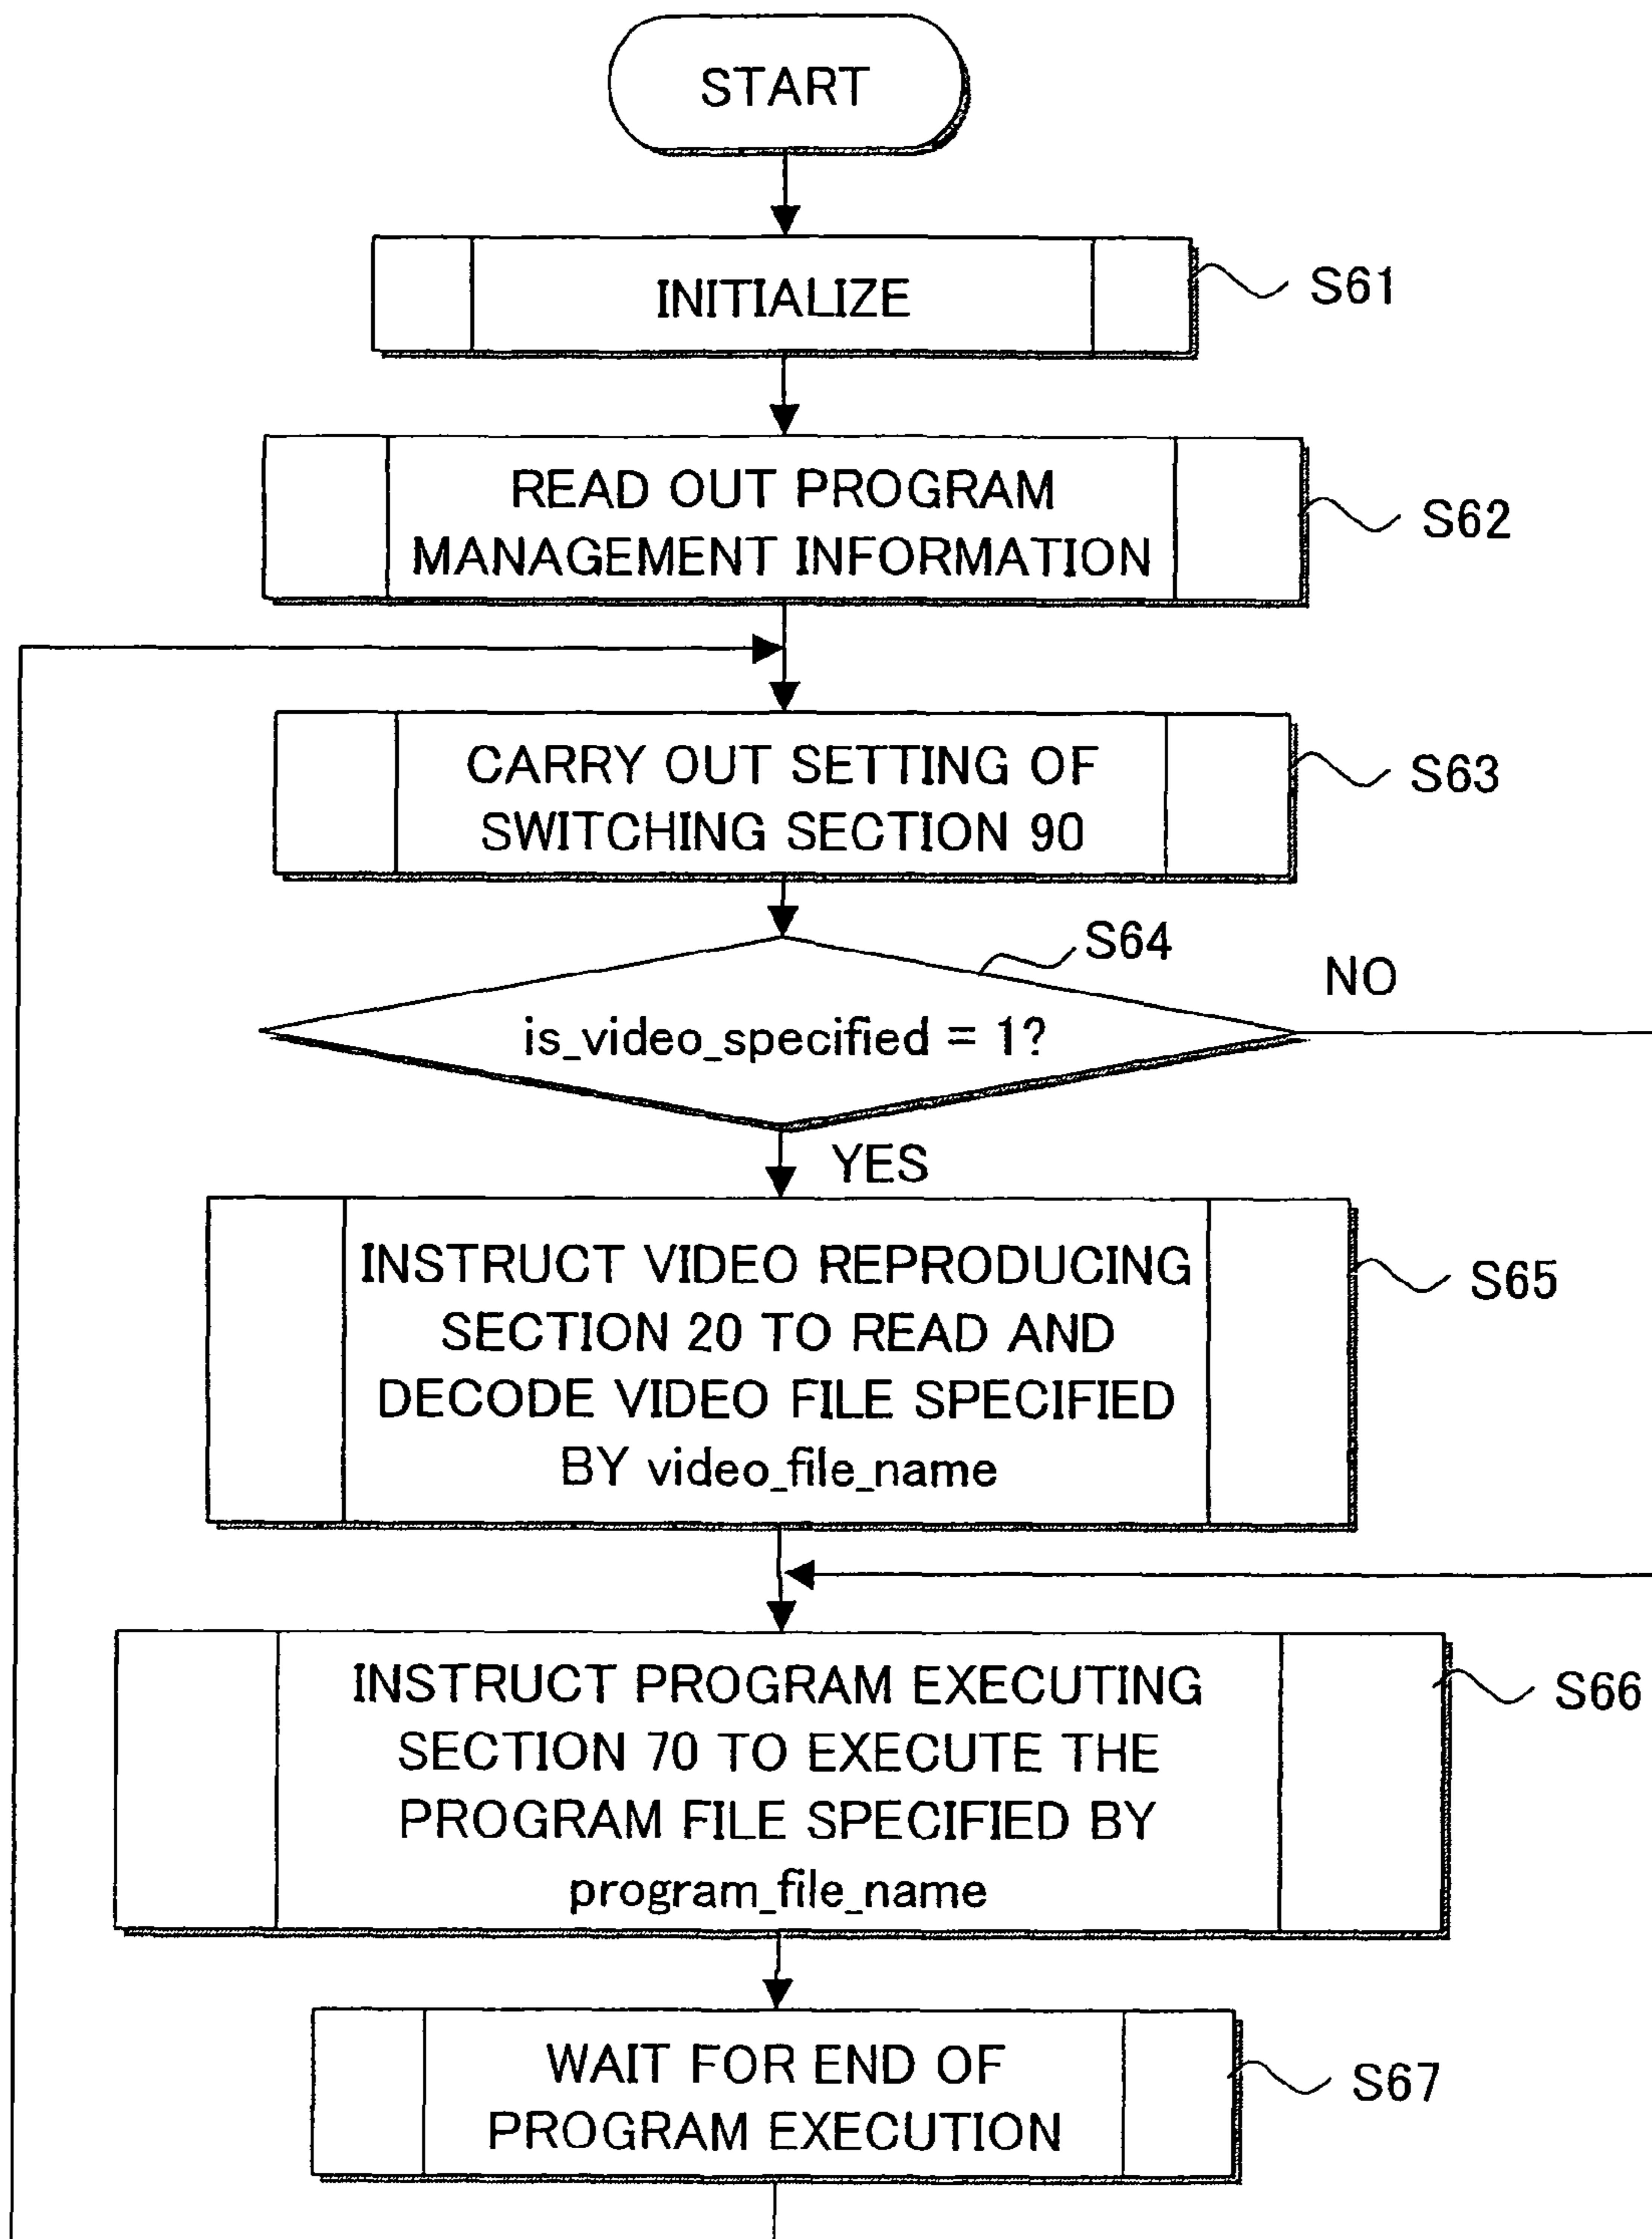 START
INITIALIZE
S61
READ OUT PROGRAM
MANAGEMENT INFORMATION
S62
CARRY OUT SETTING OF
SWITCHING SECTION 90
S63
S64
NO
is_video_specified = 1?
YES
INSTRUCT VIDEO REPRODUCING
SECTION 20 TO READ AND
DECODE VIDEO FILE SPECIFIED
BY video_file_name
S65
INSTRUCT PROGRAM EXECUTING
SECTION 70 TO EXECUTE THE
PROGRAM FILE SPECIFIED BY
program_file_name
S66
WAIT FOR END OF
PROGRAM EXECUTION
S67